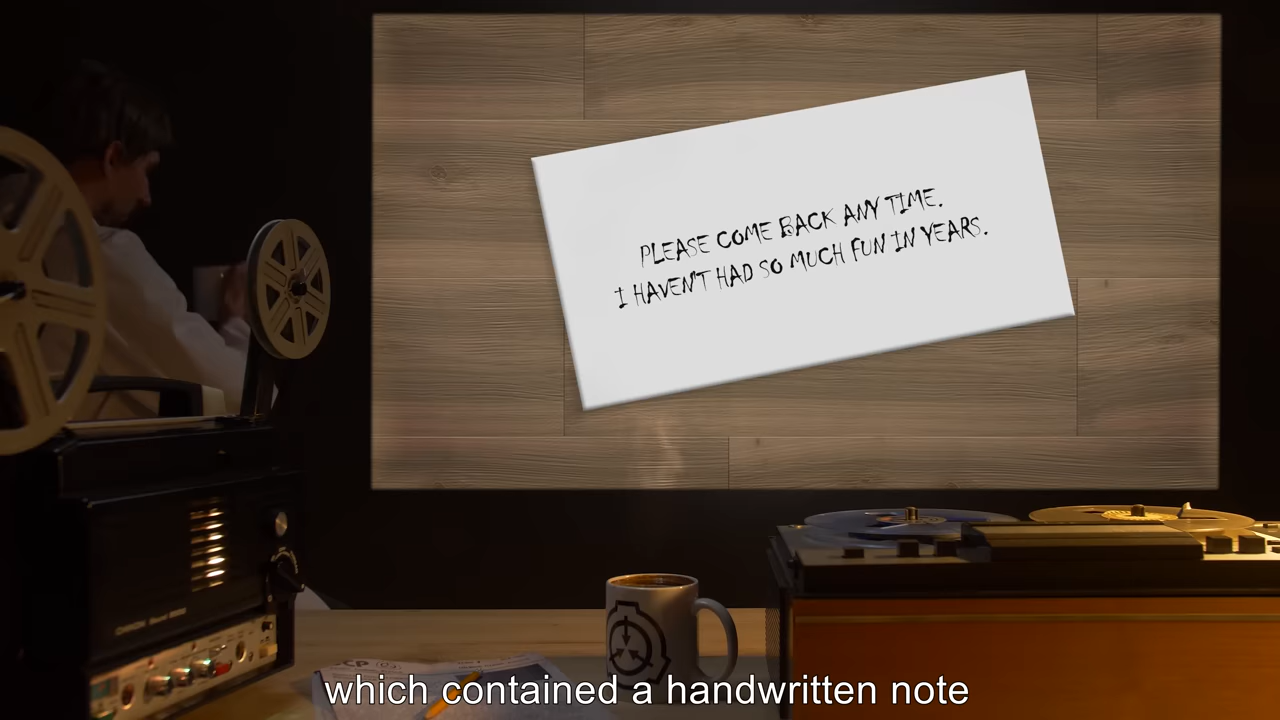 PLEASE COME BACK ANY TIME.
I HAVEN'T HAD SO MUCH FUN IN YEARS.
which contained a handwritten note